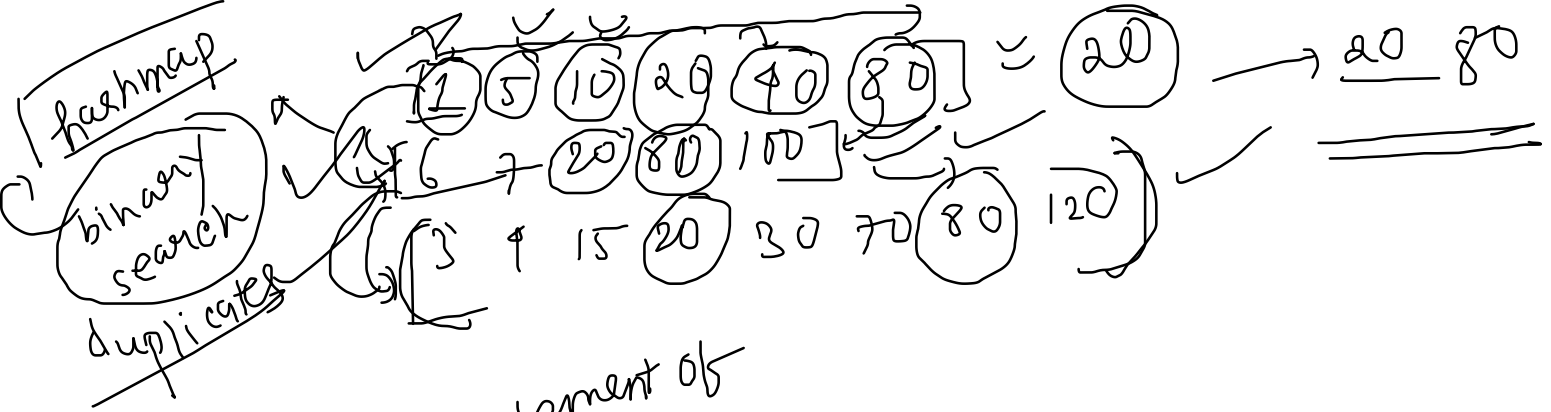 hashmap
[1 5 10 20 40 80] = 20 → 20 80
[6 7 20 80 100]
binary search
[3 4 15 20 30 70 80 120]
duplicates
of